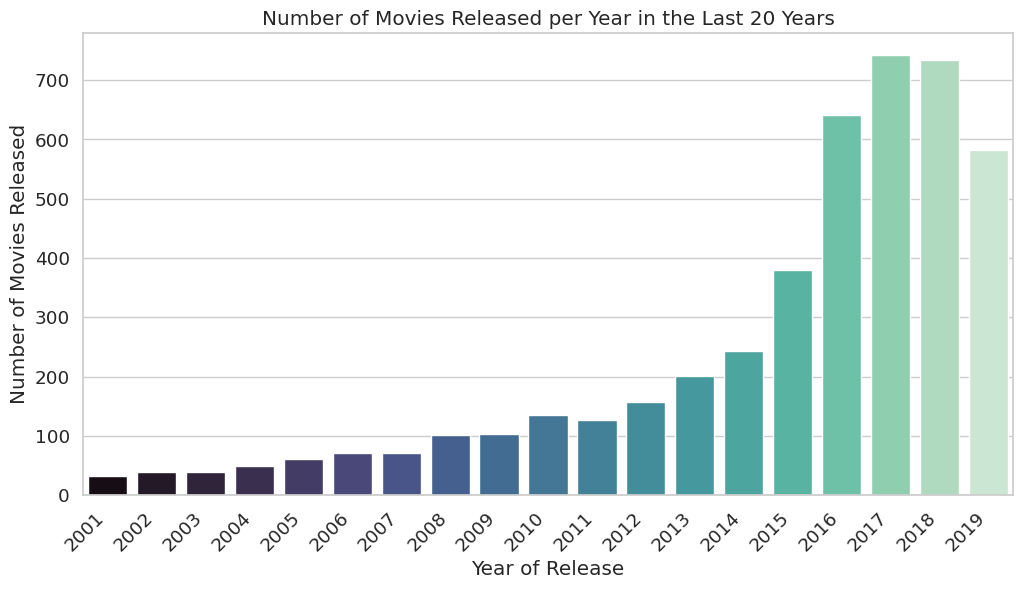 Number of Movies Released per Year in the Last 20 Years
Number of Movies Released
700
600
500
400
300
200
100
0
2001 2002 2003 2004 2005 2006 2007 2008 2009 2010 2011 2012 2013 2014 2015 2016 2017 2018 2019
Year of Release